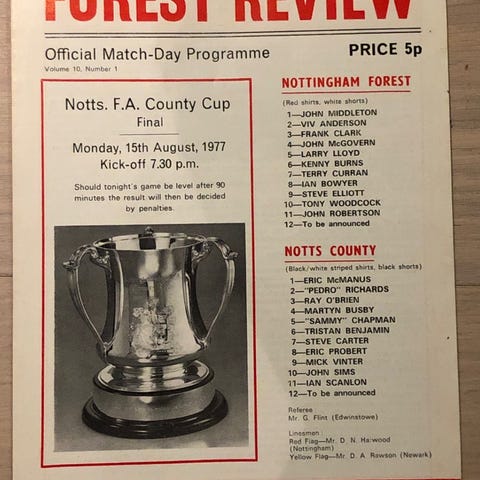 FOREST REVIEW
Official Match-Day Programme
PRICE 5p
Volume 10, Number 1
Notts. F.A. County Cup
Final
Monday, 15th August, 1977
Kick-off 7.30 p.m.
Should tonight's game be level after 90
minutes the result will then be decided
by penalties.
NOTTINGHAM FOREST
(Red shirts, white shorts)
1—JOHN MIDDLETON
2—VIV ANDERSON
3—FRANK CLARK
4—JOHN McGOVERN
5—LARRY LLOYD
6—KENNY BURNS
7—TERRY CURRAN
8—IAN BOWYER
9—STEVE ELLIOTT
10—TONY WOODCOCK
11—JOHN ROBERTSON
12—To be announced
NOTTS COUNTY
(Black/white striped shirts, black shorts)
1—ERIC McMANUS
2—"PEDRO" RICHARDS
3—RAY O'BRIEN
4—MARTYN BUSBY
5—"SAMMY" CHAPMAN
6—TRISTAN BENJAMIN
7—STEVE CARTER
8—ERIC PROBERT
9—MICK VINTER
10—JOHN SIMS
11—IAN SCANLON
12—To be announced
Referee
Mr. G. Flint (Edwinstowe)
Linesmen
Red Flag—Mr. D. N. Harwood
(Nottingham)
Yellow Flag—Mr. D. A. Rawson (Newark)